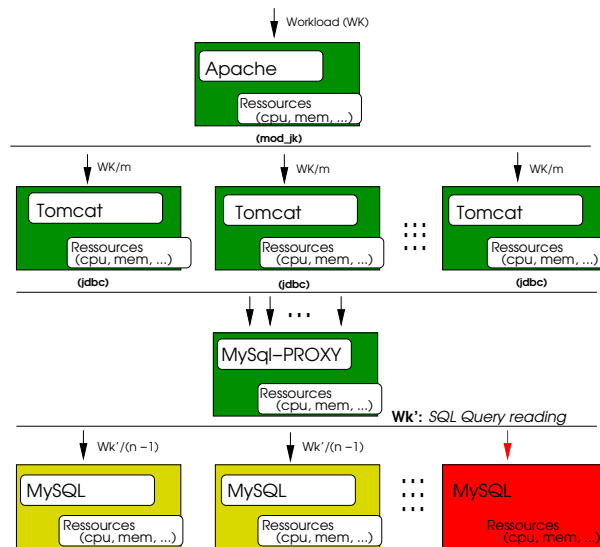 Workload (WK)
Apache
Ressources
(cpu, mem, ...)
(mod_jk)
WK/m WK/m WK/m
Tomcat Tomcat Tomcat
Ressources Ressources Ressources
(cpu, mem, ...) (cpu, mem, ...) (cpu, mem, ...)
(jdbc) (jdbc) (jdbc)
...
MySql-PROXY
Ressources
(cpu, mem, ...)
Wk': SQL Query reading
Wk'/(n-1) Wk'/(n-1)
MySQL MySQL MySQL
Ressources Ressources Ressources
(cpu, mem, ...) (cpu, mem, ...) (cpu, mem, ...)